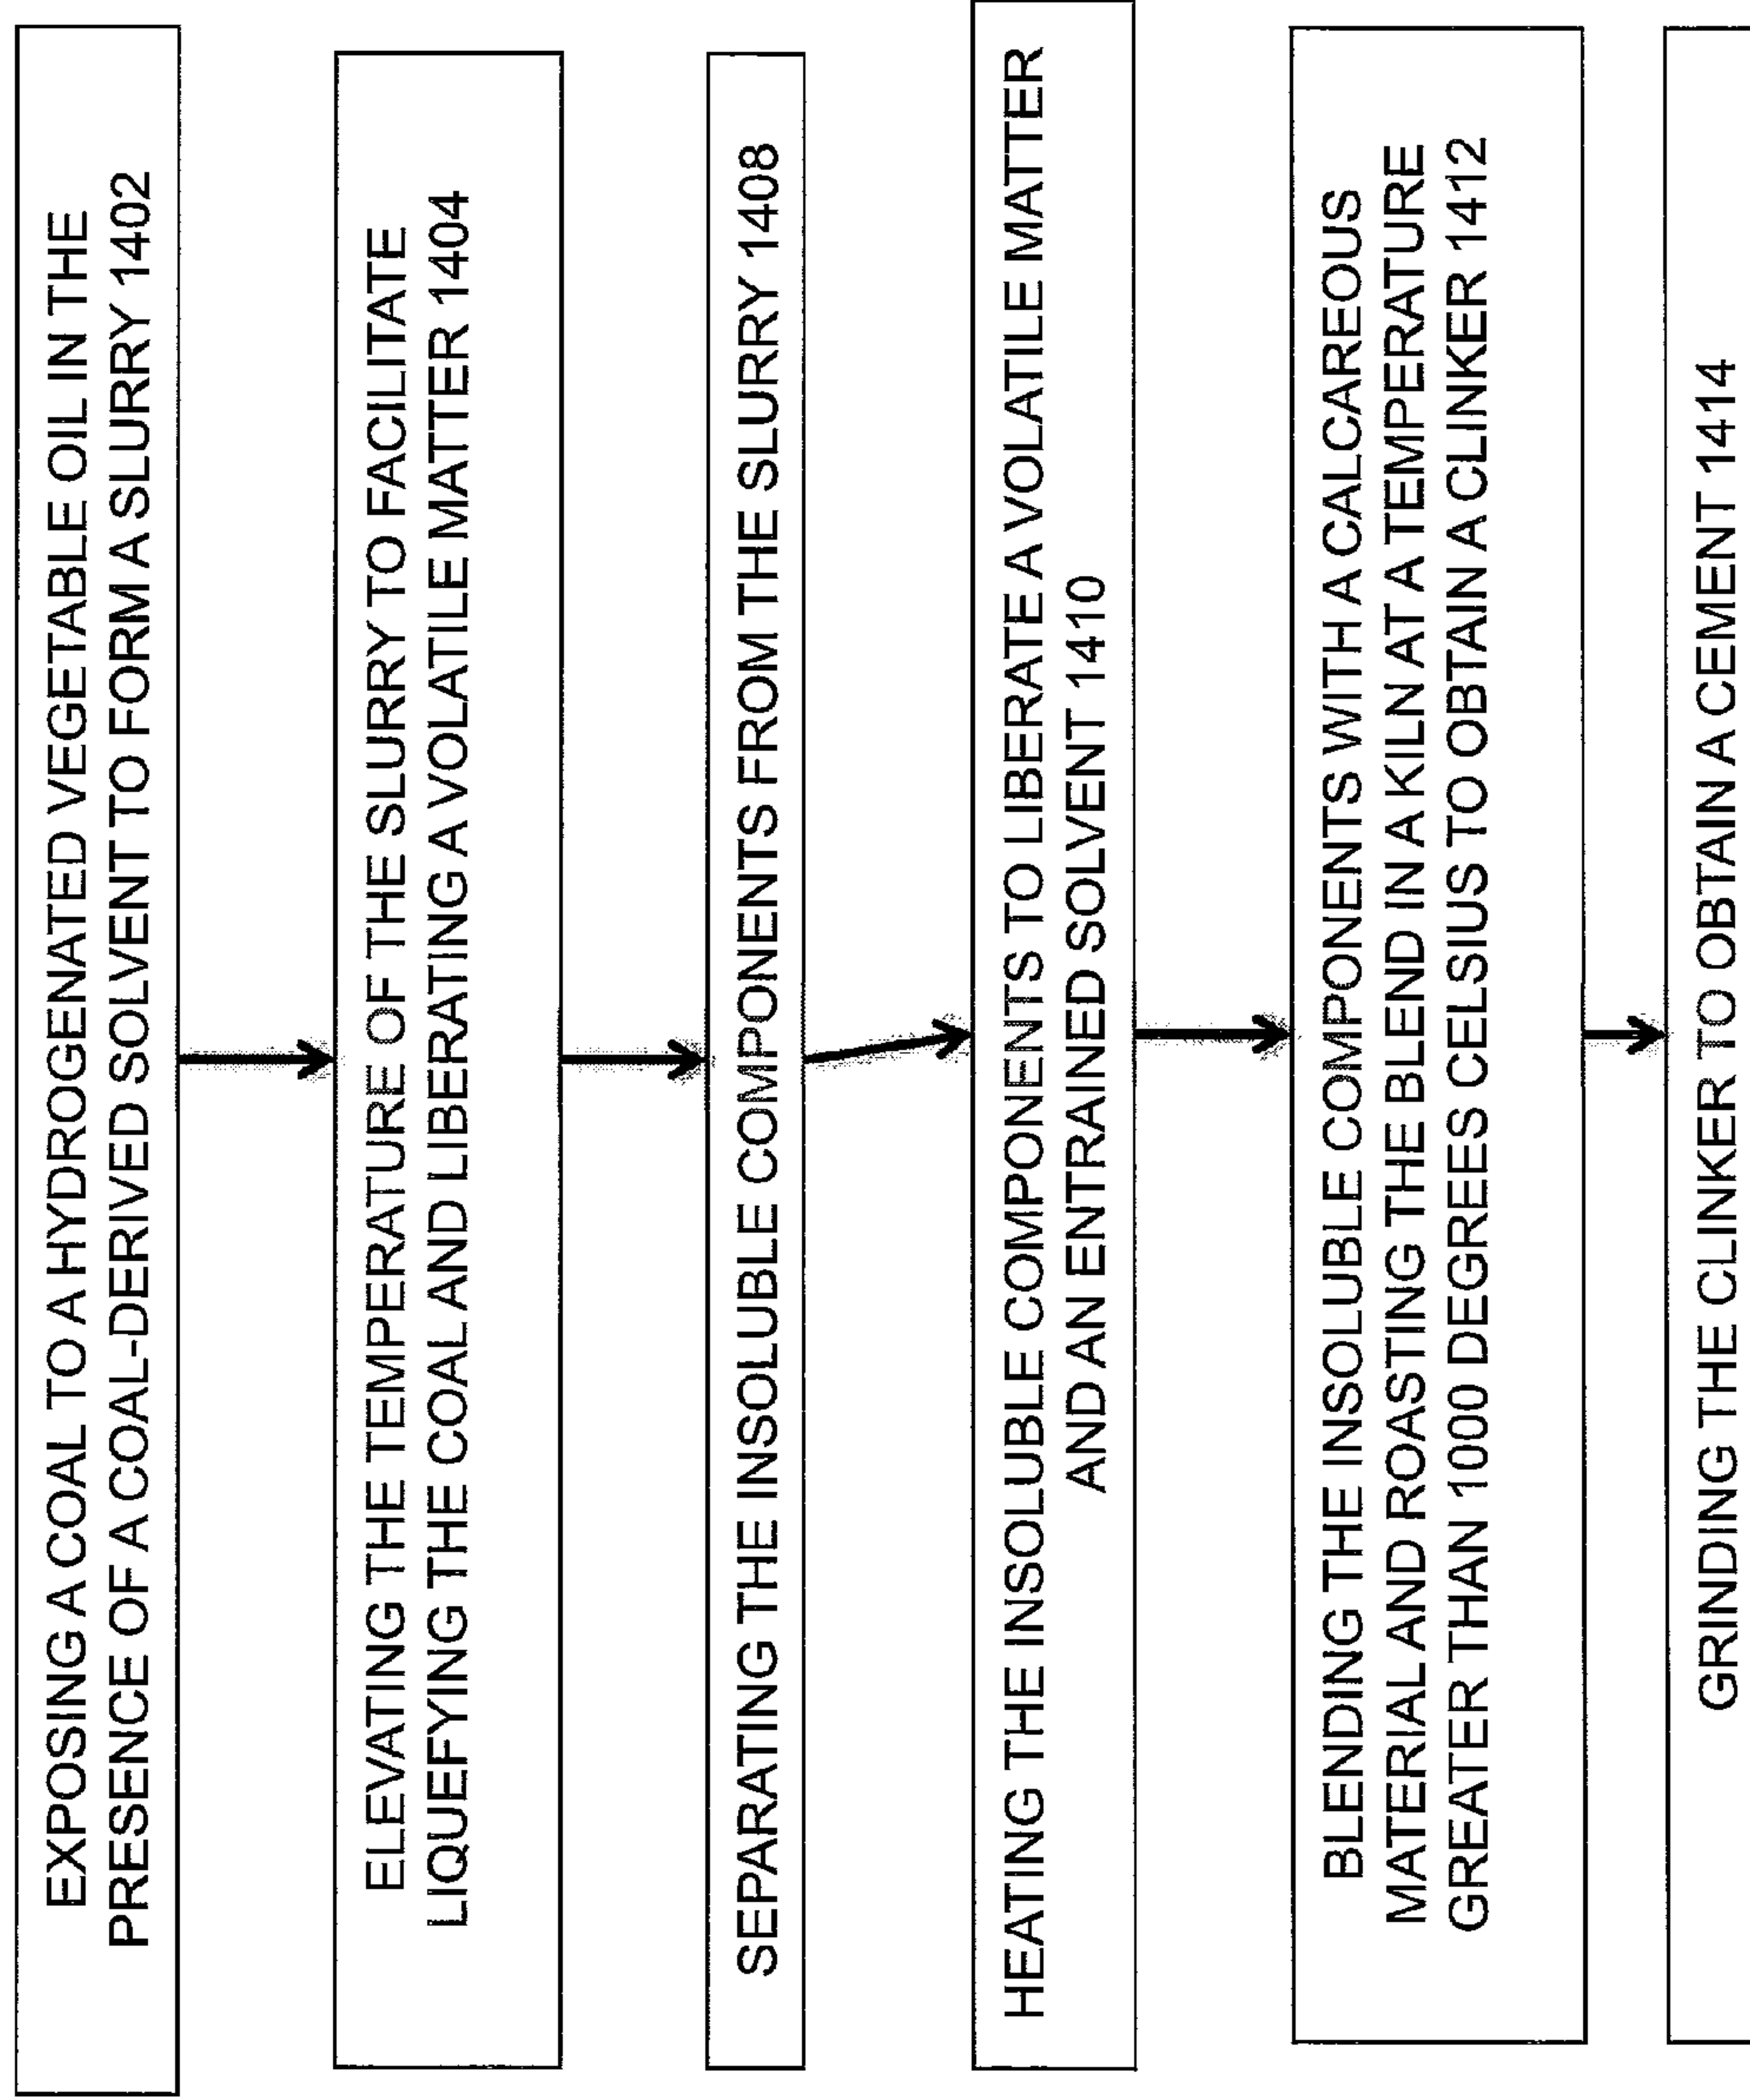 EXPOSING A COAL TO A HYDROGENATED VEGETABLE OIL IN THE
PRESENCE OF A COAL-DERIVED SOLVENT TO FORM A SLURRY 1402
ELEVATING THE TEMPERATURE OF THE SLURRY TO FACILITATE
LIQUEFYING THE COAL AND LIBERATING A VOLATILE MATTER 1404
SEPARATING THE INSOLUBLE COMPONENTS FROM THE SLURRY 1408
HEATING THE INSOLUBLE COMPONENTS TO LIBERATE A VOLATILE MATTER
AND AN ENTRAINED SOLVENT 1410
BLENDING THE INSOLUBLE COMPONENTS WITH A CALCAREOUS
MATERIAL AND ROASTING THE BLEND IN A KILN AT A TEMPERATURE
GREATER THAN 1000 DEGREES CELSIUS TO OBTAIN A CLINKER 1412
GRINDING THE CLINKER TO OBTAIN A CEMENT 1414